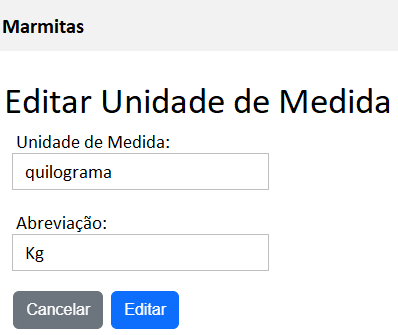 Marmitas
Editar Unidade de Medida
Unidade de Medida:
quilograma
Abreviação:
Kg
Cancelar Editar